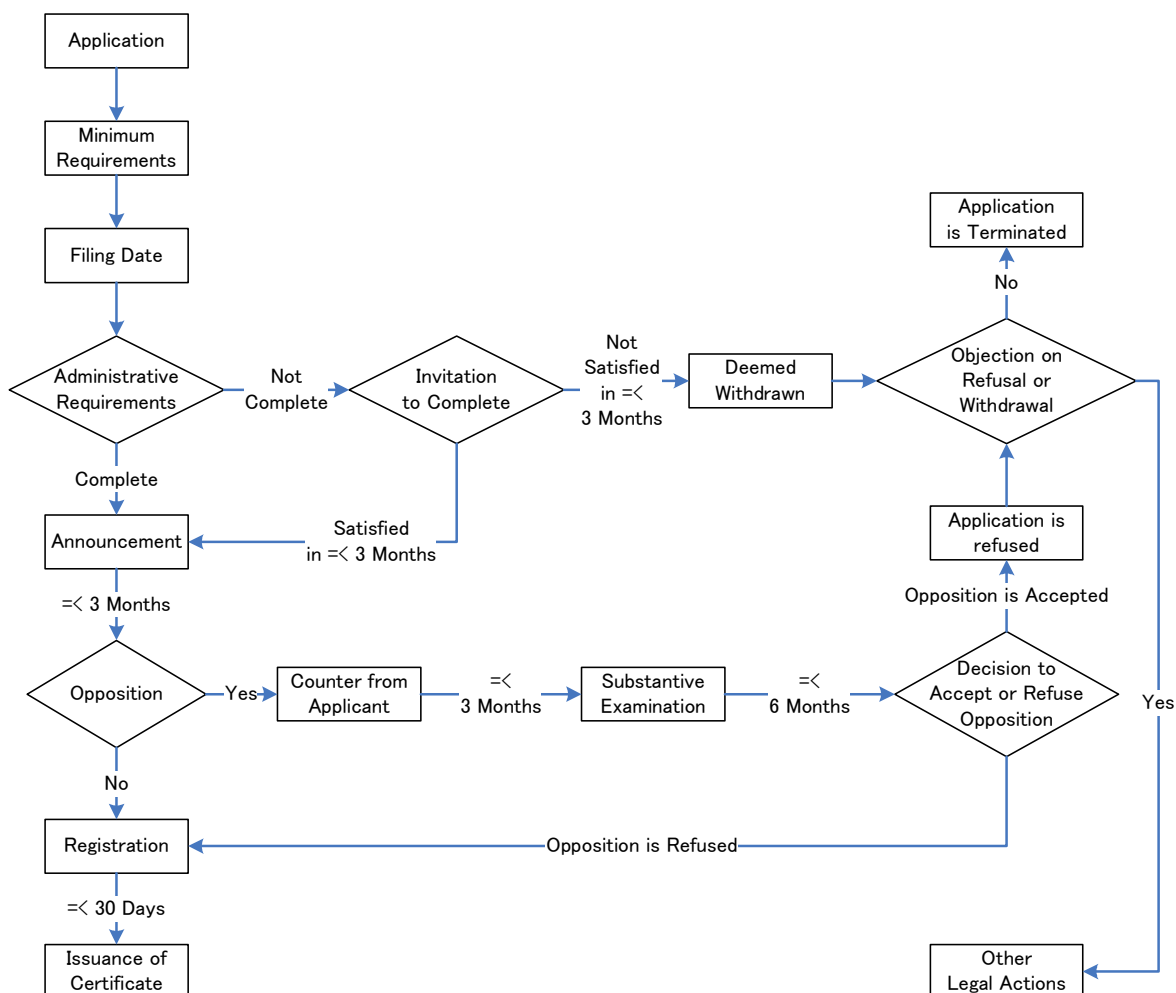 Application
Minimum
Requirements
Filing Date
Application
is Terminated
No
Administrative
Requirements
Not
Complete
Invitation
to Complete
Not
Satisfied
in =<
3 Months
Deemed
Withdrawn
Objection on
Refusal or
Withdrawal
Complete
Announcement
Satisfied
in =< 3 Months
Application is
refused
=< 3 Months
Opposition is Accepted
Opposition
Yes
Counter from
Applicant
=<
3 Months
Substantive
Examination
=<
6 Months
Decision to
Accept or Refuse
Opposition
Yes
No
Registration
Opposition is Refused
=< 30 Days
Issuance of
Certificate
Other
Legal Actions